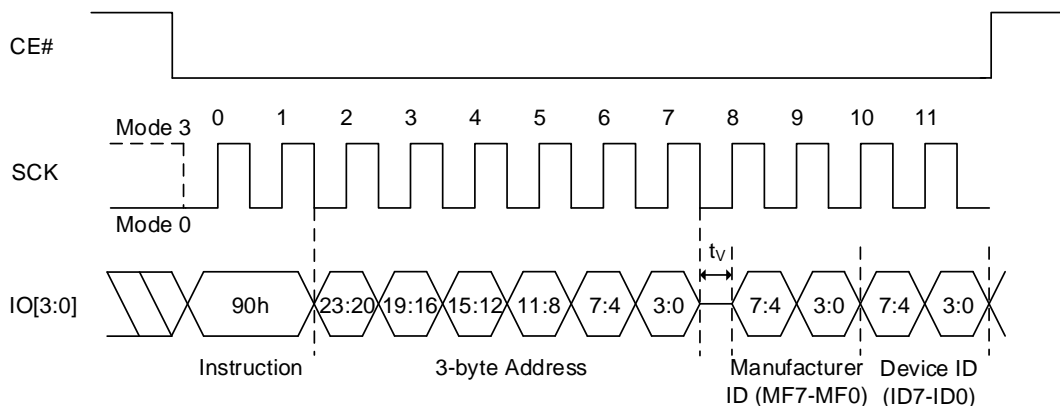 CE#
0 1 2 3 4 5 6 7 8 9 10 11
Mode 3
SCK
Mode 0
tV
IO[3:0]
90h 23:20 19:16 15:12 11:8 7:4 3:0 7:4 3:0 7:4 3:0
Instruction 3-byte Address Manufacturer Device ID
ID (MF7-MF0) (ID7-ID0)